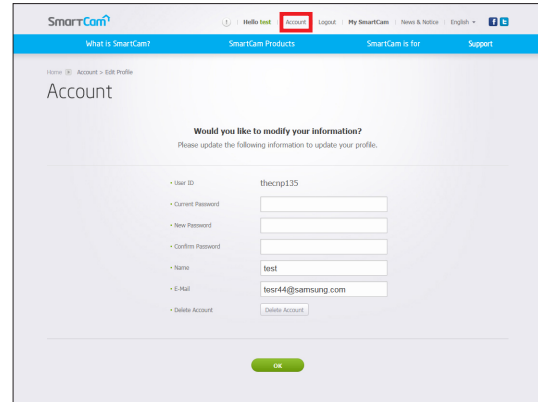 SmartCam
Hello test | Account | Logout | My SmartCam | News & Notice | English
What is SmartCam? SmartCam Products SmartCam is for Support
Home Account > Edit Profile
Account
Would you like to modify your information?
Please update the following information to update your profile.
• User ID thecnp135
• Current Password
• New Password
• Confirm Password
• Name test
• E-Mail tesr44@samsung.com
• Delete Account Delete Account
OK